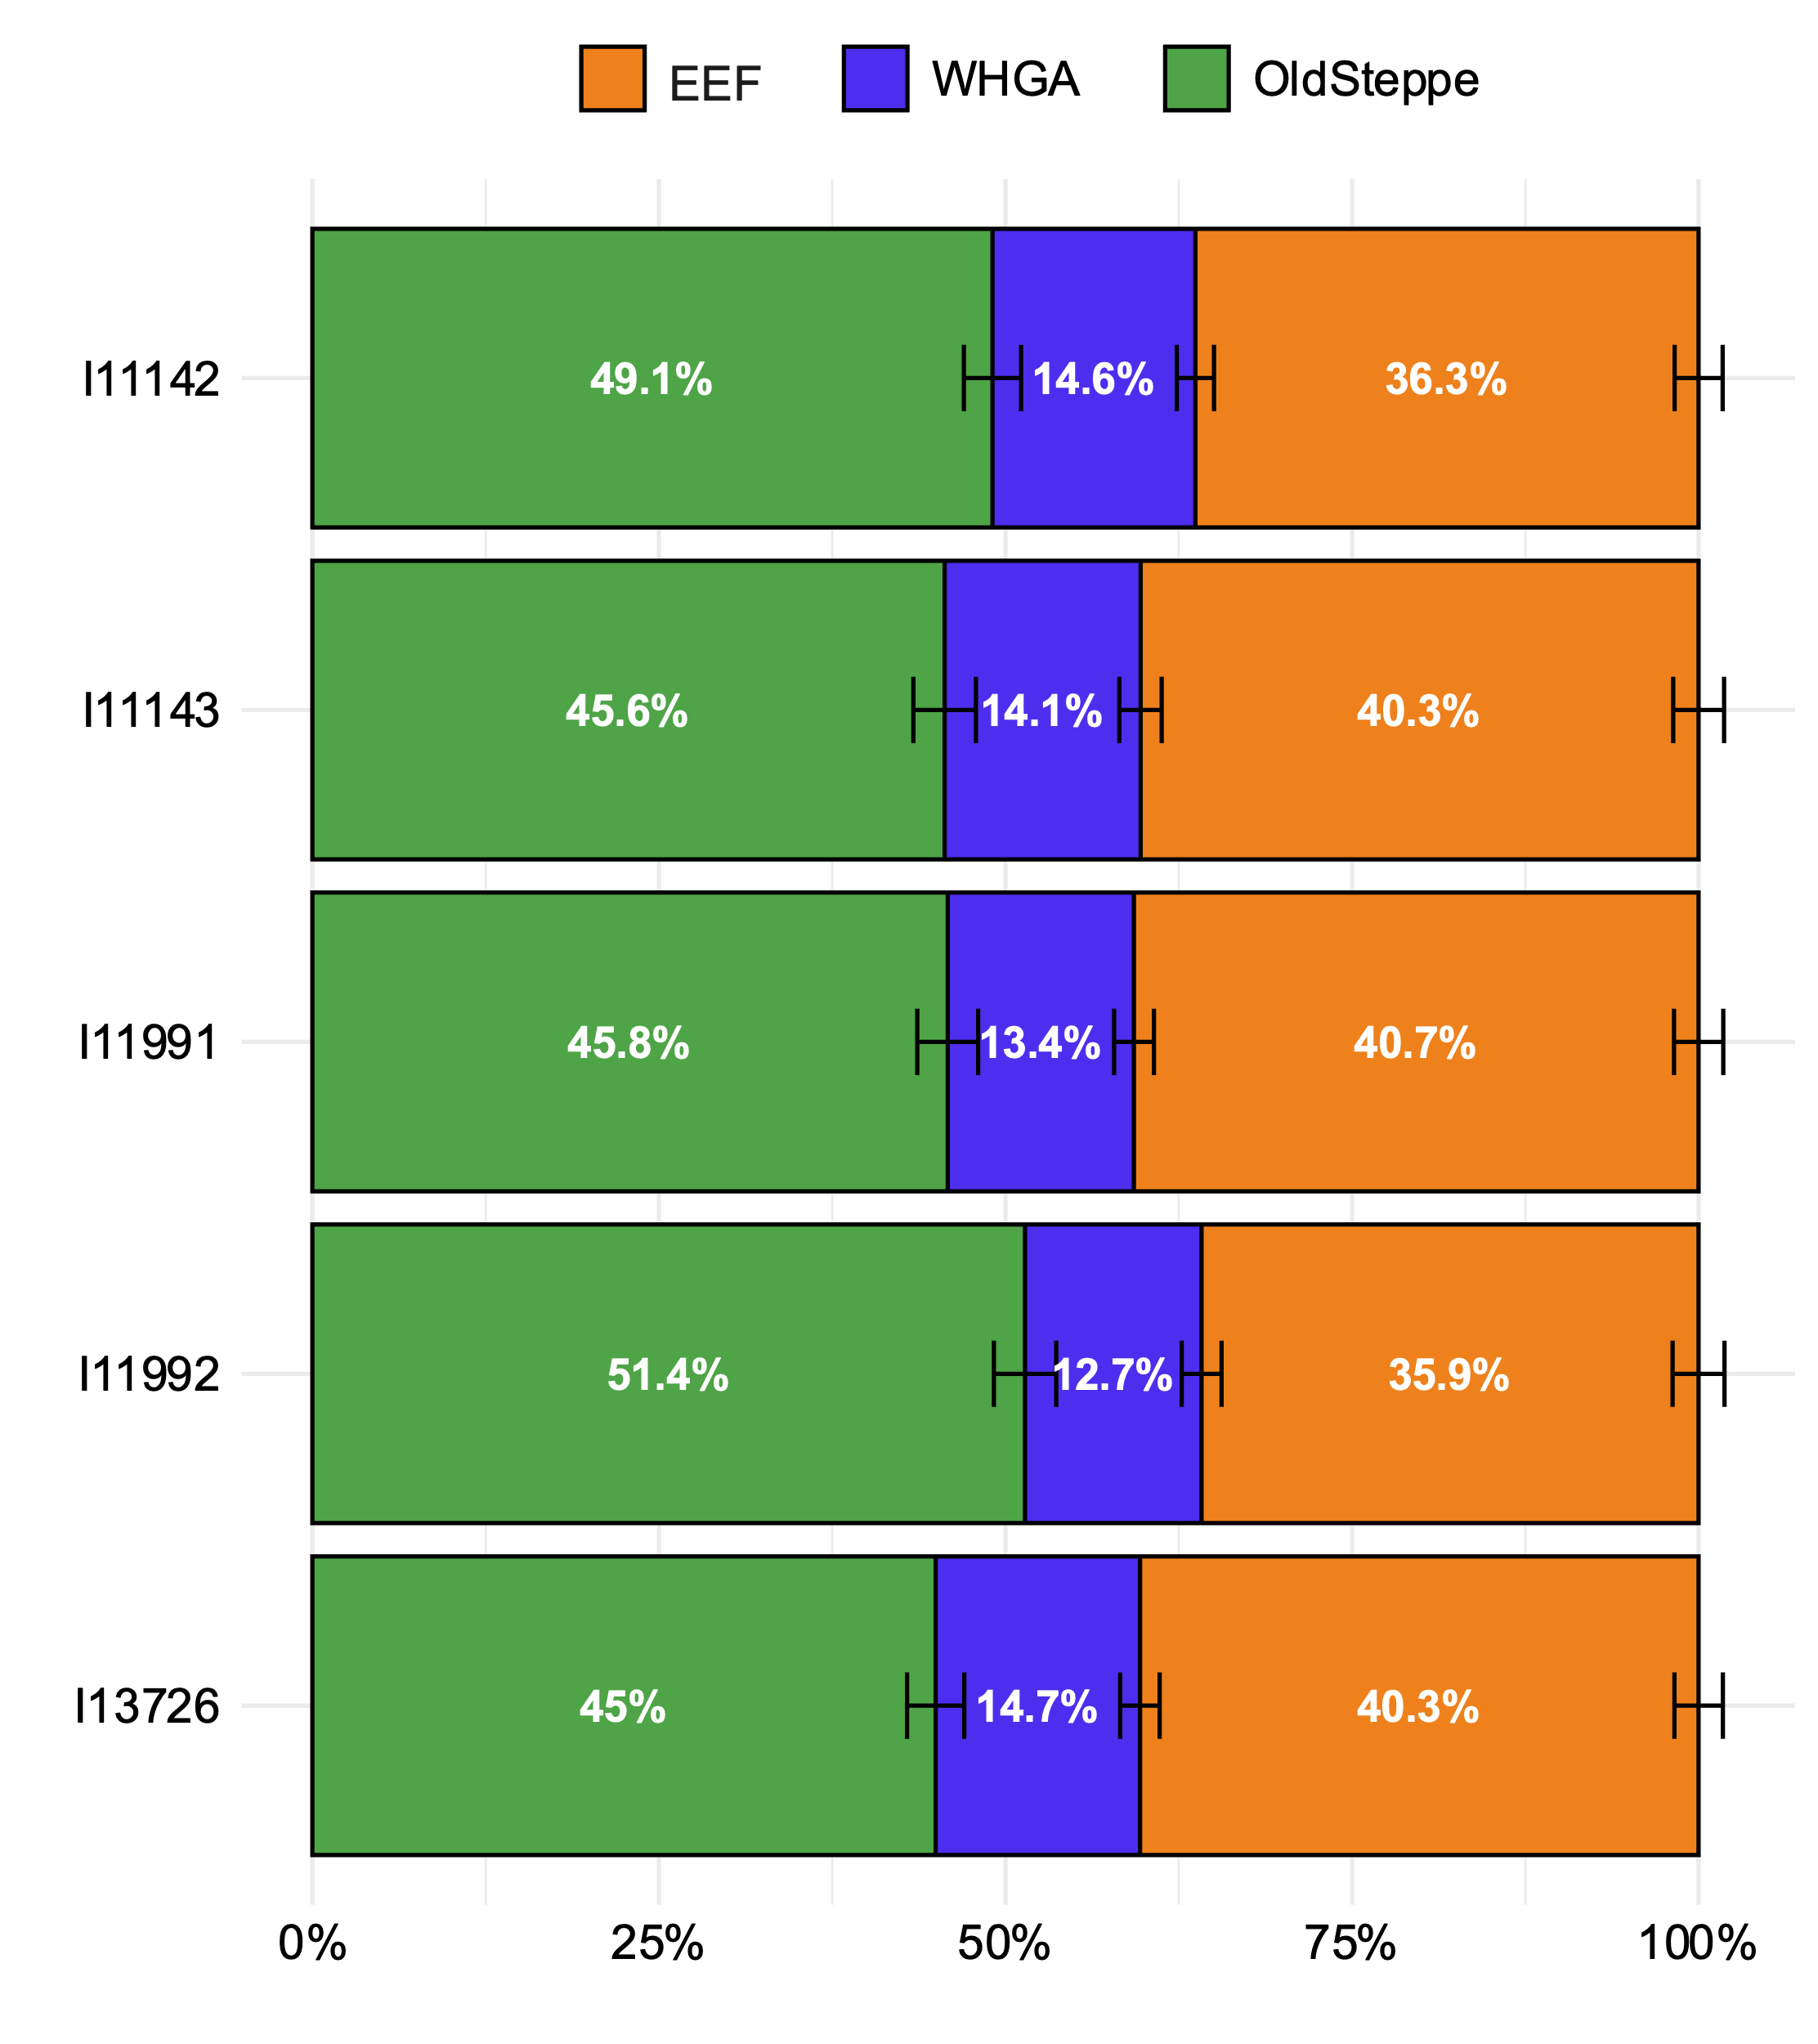 EEF WHGA OldSteppe
I11142 49.1% 14.6% 36.3%
I11143 45.6% 14.1% 40.3%
I11991 45.8% 13.4% 40.7%
I11992 51.4% 12.7% 35.9%
I13726 45% 14.7% 40.3%
0% 25% 50% 75% 100%